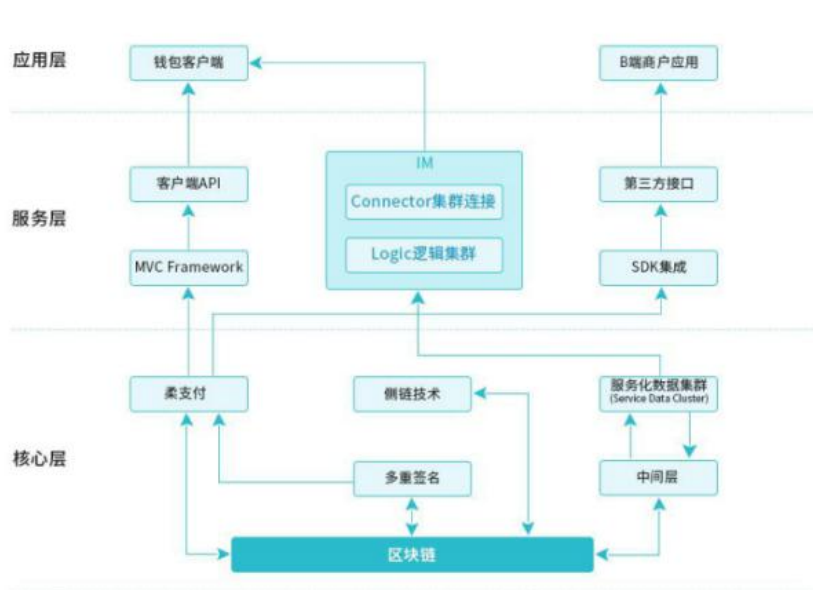 应用层
钱包客户端
B端商户应用
IM
客户端API
Connector集群连接
第三方接口
服务层
Logic逻辑集群
MVC Framework
SDK集成
柔支付
侧链技术
服务化数据集群
(Service Data Cluster)
核心层
多重签名
中间层
区块链